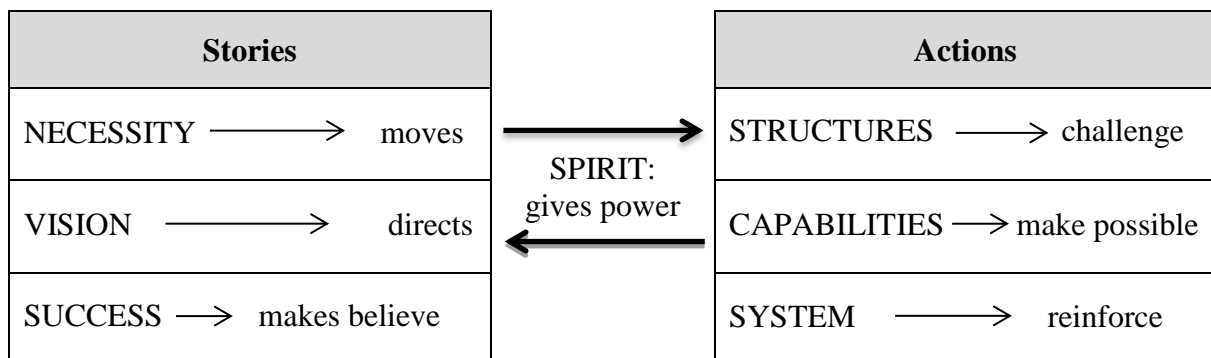 Stories
NECESSITY moves
VISION directs
SUCCESS makes believe
SPIRIT:
gives power
Actions
STRUCTURES challenge
CAPABILITIES make possible
SYSTEM reinforce